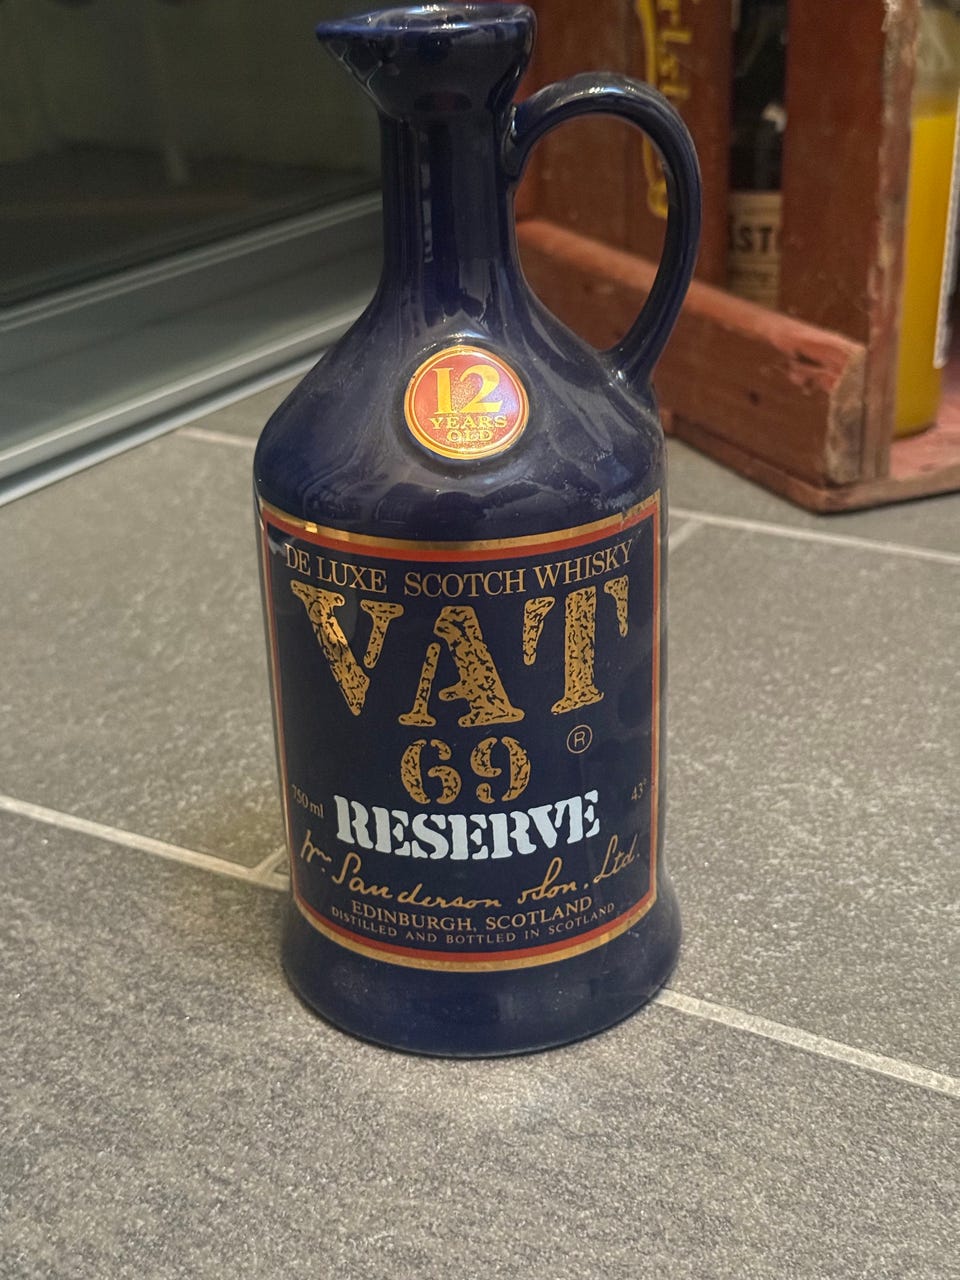 12
YEARS
OLD
DE LUXE SCOTCH WHISKY
VAT
69
®
750 ml
43°
RESERVE
Wm. Sanderson & Son. Ltd.
EDINBURGH, SCOTLAND
DISTILLED AND BOTTLED IN SCOTLAND